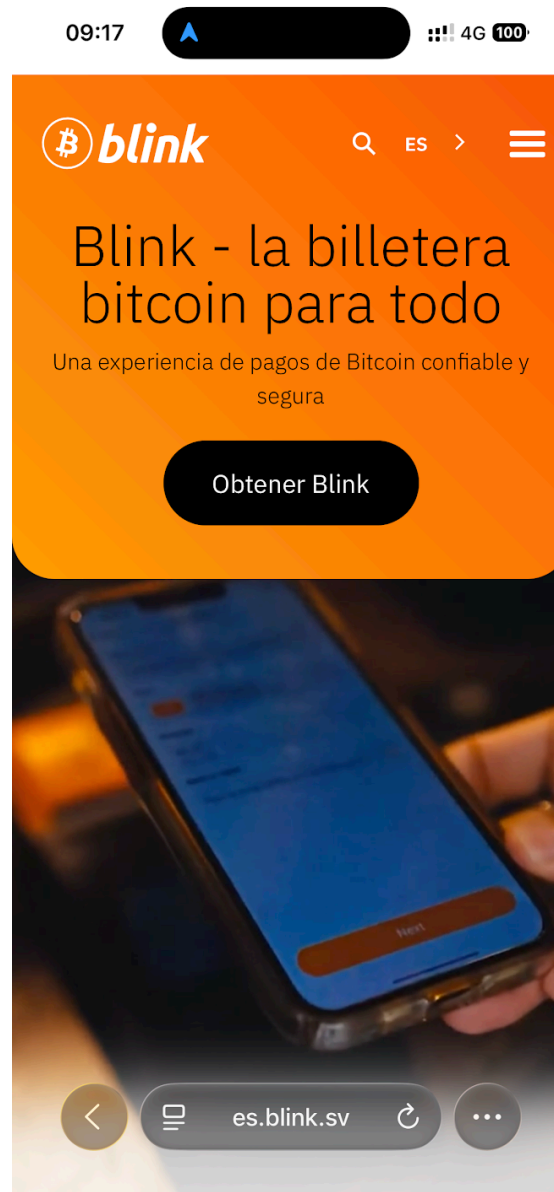 09:17
4G 100
blink
ES
Blink - la billetera
bitcoin para todo
Una experiencia de pagos de Bitcoin confiable y
segura
Obtener Blink
Next
es.blink.sv